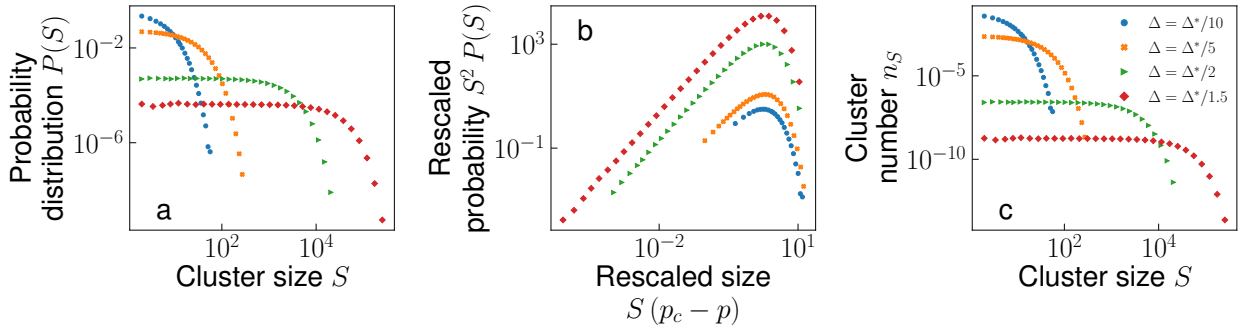 Probability
distribution P(S)
10^{-2}
10^{-6}
a
10^{2}
10^{4}
Cluster size S
Rescaled
probability S^{2} P(S)
10^{3}
10^{-1}
b
10^{-2}
10^{1}
Rescaled size
S (p_c − p)
Cluster
number n_S
10^{-5}
10^{-10}
c
Δ = Δ*/10
Δ = Δ*/5
Δ = Δ*/2
Δ = Δ*/1.5
10^{2}
10^{4}
Cluster size S